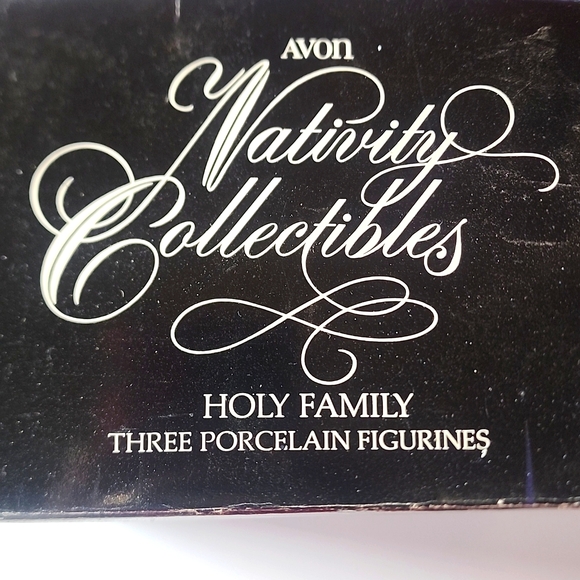 AVON
Nativity
Collectibles
HOLY FAMILY
THREE PORCELAIN FIGURINES